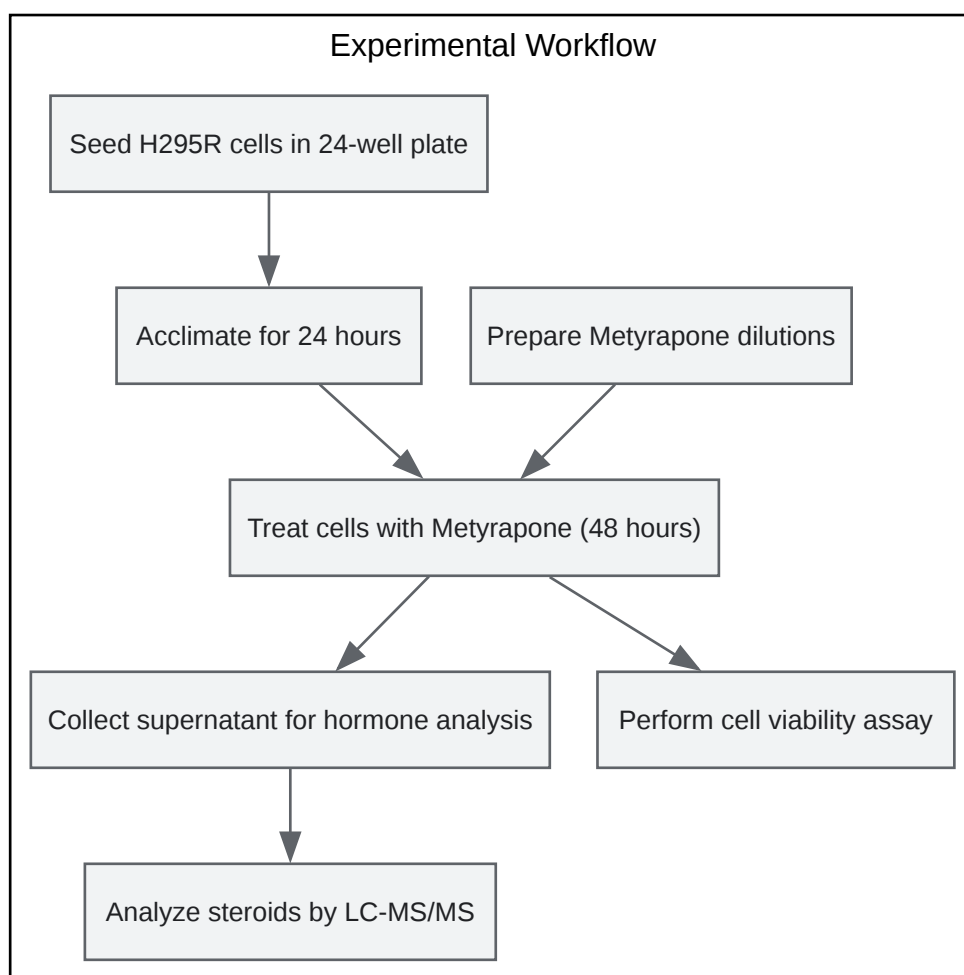 Experimental Workflow
Seed H295R cells in 24-well plate
Acclimate for 24 hours
Prepare Metyrapone dilutions
Treat cells with Metyrapone (48 hours)
Collect supernatant for hormone analysis
Perform cell viability assay
Analyze steroids by LC-MS/MS